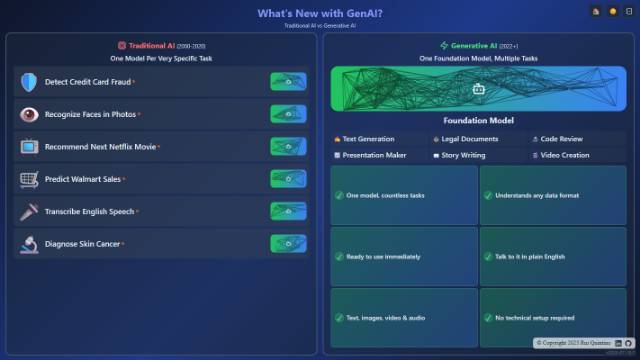 What's New with GenAI?
Traditional AI vs Generative AI
Traditional AI (2000-2020)
One Model Per Very Specific Task
Detect Credit Card Fraud
Recognize Faces in Photos
Recommend Next Netflix Movie
Predict Walmart Sales
Transcribe English Speech
Diagnose Skin Cancer
Generative AI (2022+)
One Foundation Model, Multiple Tasks
Foundation Model
Text Generation
Legal Documents
Code Review
Presentation Maker
Story Writing
Video Creation
One model, countless tasks
Understands any data format
Ready to use immediately
Talk to it in plain English
Text, images, video & audio
No technical setup required
© Copyright 2025 Ras Quintino